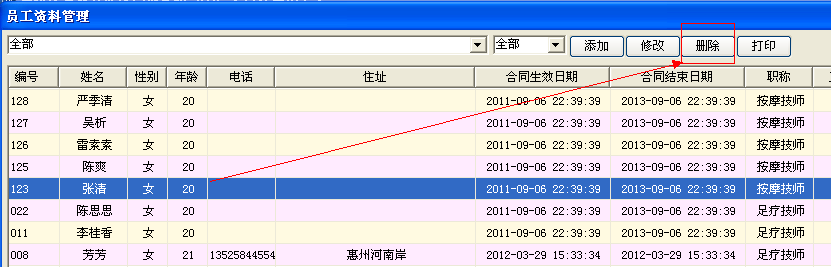 员工资料管理
全部 全部 添加 修改 删除 打印
编号 姓名 性别 年龄 电话 住址 合同生效日期 合同结束日期 职称
128 严季渚 女 20 2011-09-06 22:39:39 2013-09-06 22:39:39 按摩技师
127 吴析 女 20 2011-09-06 22:39:39 2013-09-06 22:39:39 按摩技师
126 雷素素 女 20 2011-09-06 22:39:39 2013-09-06 22:39:39 按摩技师
125 陈爽 女 20 2011-09-06 22:39:39 2013-09-06 22:39:39 按摩技师
123 张渚 女 20 2011-09-06 22:39:39 2013-09-06 22:39:39 按摩技师
022 陈思思 女 20 2011-09-06 22:39:39 2013-09-06 22:39:39 足疗技师
011 李桂香 女 20 2011-09-06 22:39:39 2013-09-06 22:39:39 足疗技师
008 芳芳 女 21 13525844554 惠州河南岸 2012-03-29 15:33:34 2012-03-29 15:33:34 足疗技师